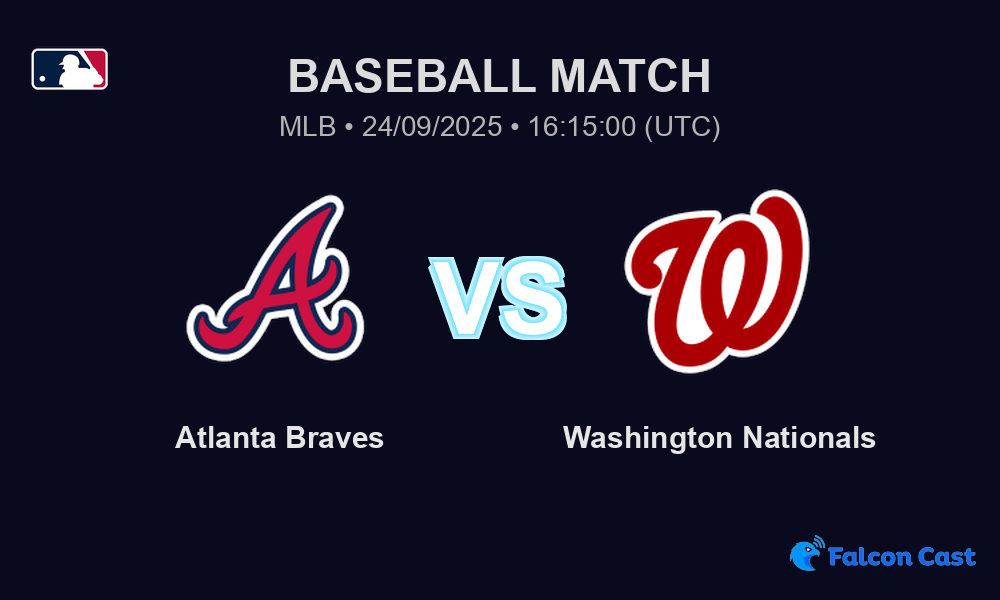 BASEBALL MATCH
MLB • 24/09/2025 • 16:15:00 (UTC)
A
VS
W
Atlanta Braves
Washington Nationals
Falcon Cast